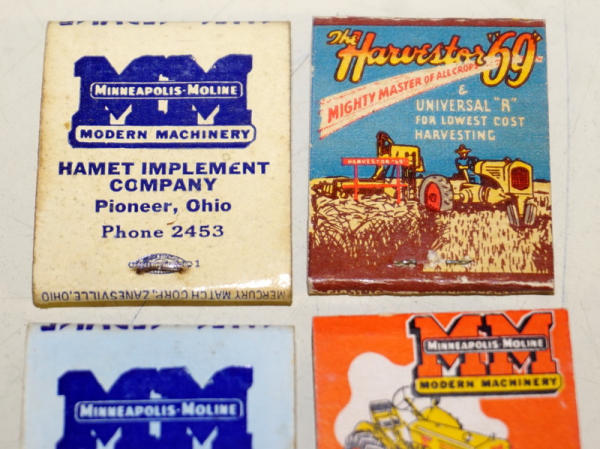 MM
MINNEAPOLIS-MOLINE
MODERN MACHINERY
HAMET IMPLEMENT
COMPANY
Pioneer, Ohio
Phone 2453
1
MERCURY MATCH CORP., ZANESVILLE, OHIO
The Harvestor "69"
MIGHTY MASTER OF ALL CROPS
&
UNIVERSAL "R"
FOR LOWEST COST
HARVESTING
HARVESTOR "69"
MM
MINNEAPOLIS-MOLINE
MM
MINNEAPOLIS-MOLINE
MODERN MACHINERY